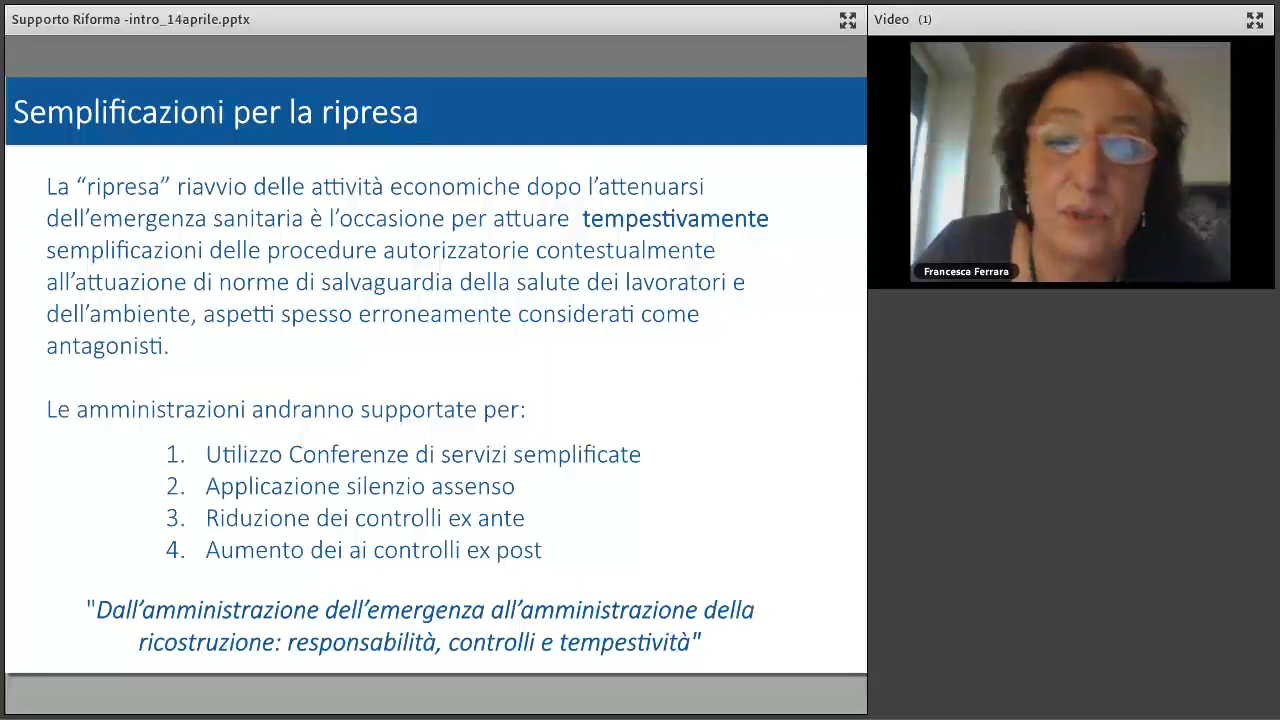 Supporto Riforma -intro_14aprile.pptx
Video (1)
Semplificazioni per la ripresa
La “ripresa” riavvio delle attività economiche dopo l’attenuarsi
dell’emergenza sanitaria è l’occasione per attuare tempestivamente
semplificazioni delle procedure autorizzatorie contestualmente
all’attuazione di norme di salvaguardia della salute dei lavoratori e
dell’ambiente, aspetti spesso erroneamente considerati come
antagonisti.
Le amministrazioni andranno supportate per:
1. Utilizzo Conferenze di servizi semplificate
2. Applicazione silenzio assenso
3. Riduzione dei controlli ex ante
4. Aumento dei ai controlli ex post
"Dall’amministrazione dell’emergenza all’amministrazione della
ricostruzione: responsabilità, controlli e tempestività"
Francesca Ferrara